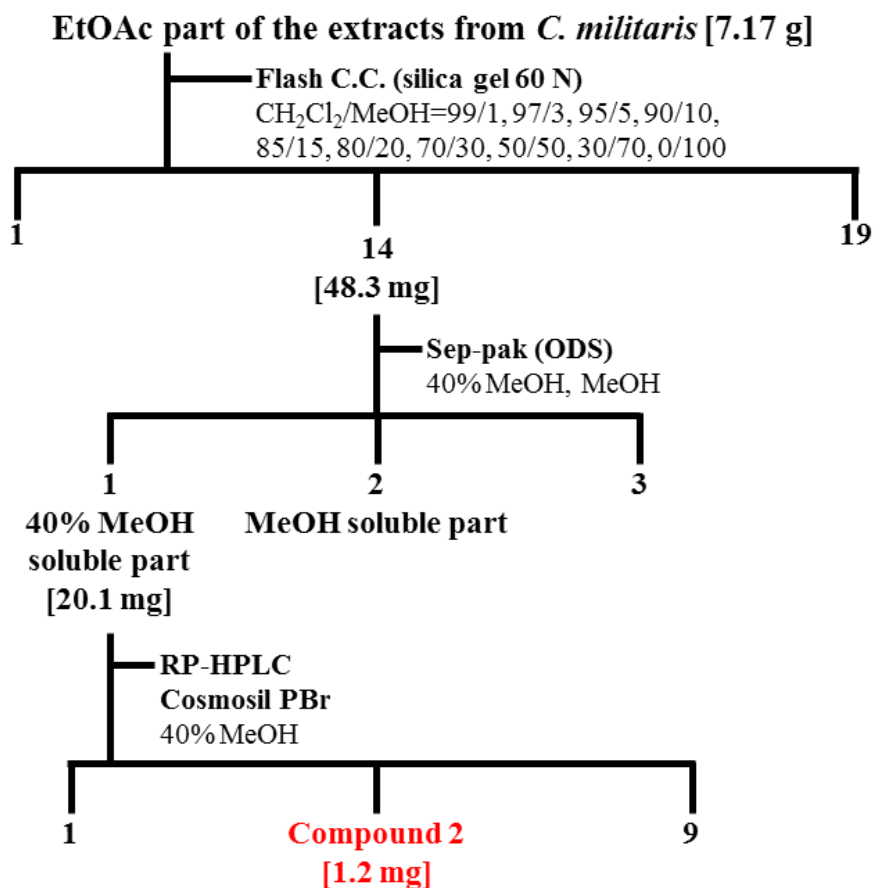 EtOAc part of the extracts from C. militaris [7.17 g]
Flash C.C. (silica gel 60 N)
CH₂Cl₂/MeOH=99/1, 97/3, 95/5, 90/10,
85/15, 80/20, 70/30, 50/50, 30/70, 0/100
1
14
19
[48.3 mg]
Sep-pak (ODS)
40% MeOH, MeOH
1
2
3
40% MeOH
soluble part
[20.1 mg]
MeOH soluble part
RP-HPLC
Cosmosil PBr
40% MeOH
1
Compound 2
9
[1.2 mg]